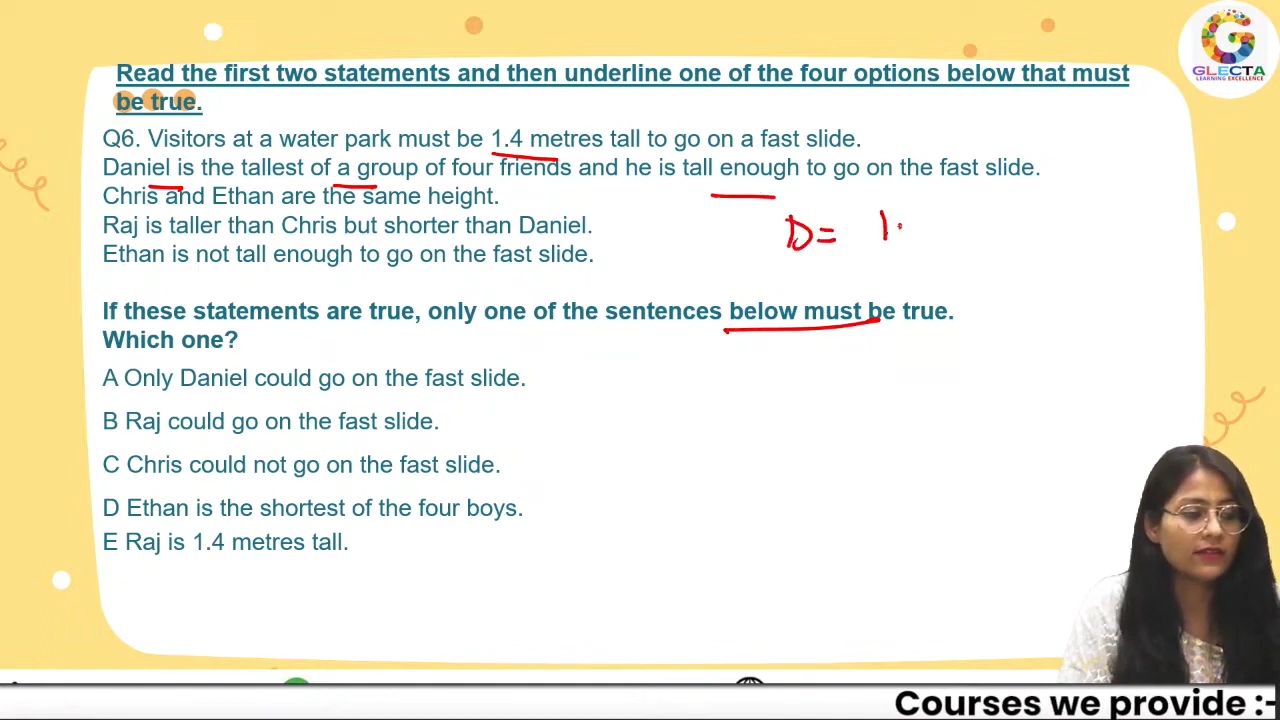 GLECTA
LEARNING EXCELLENCE
Read the first two statements and then underline one of the four options below that must
be true.
Q6. Visitors at a water park must be 1.4 metres tall to go on a fast slide.
Daniel is the tallest of a group of four friends and he is tall enough to go on the fast slide.
Chris and Ethan are the same height.
Raj is taller than Chris but shorter than Daniel.
Ethan is not tall enough to go on the fast slide.
D= 1.
If these statements are true, only one of the sentences below must be true.
Which one?
A Only Daniel could go on the fast slide.
B Raj could go on the fast slide.
C Chris could not go on the fast slide.
D Ethan is the shortest of the four boys.
E Raj is 1.4 metres tall.
Courses we provide :-